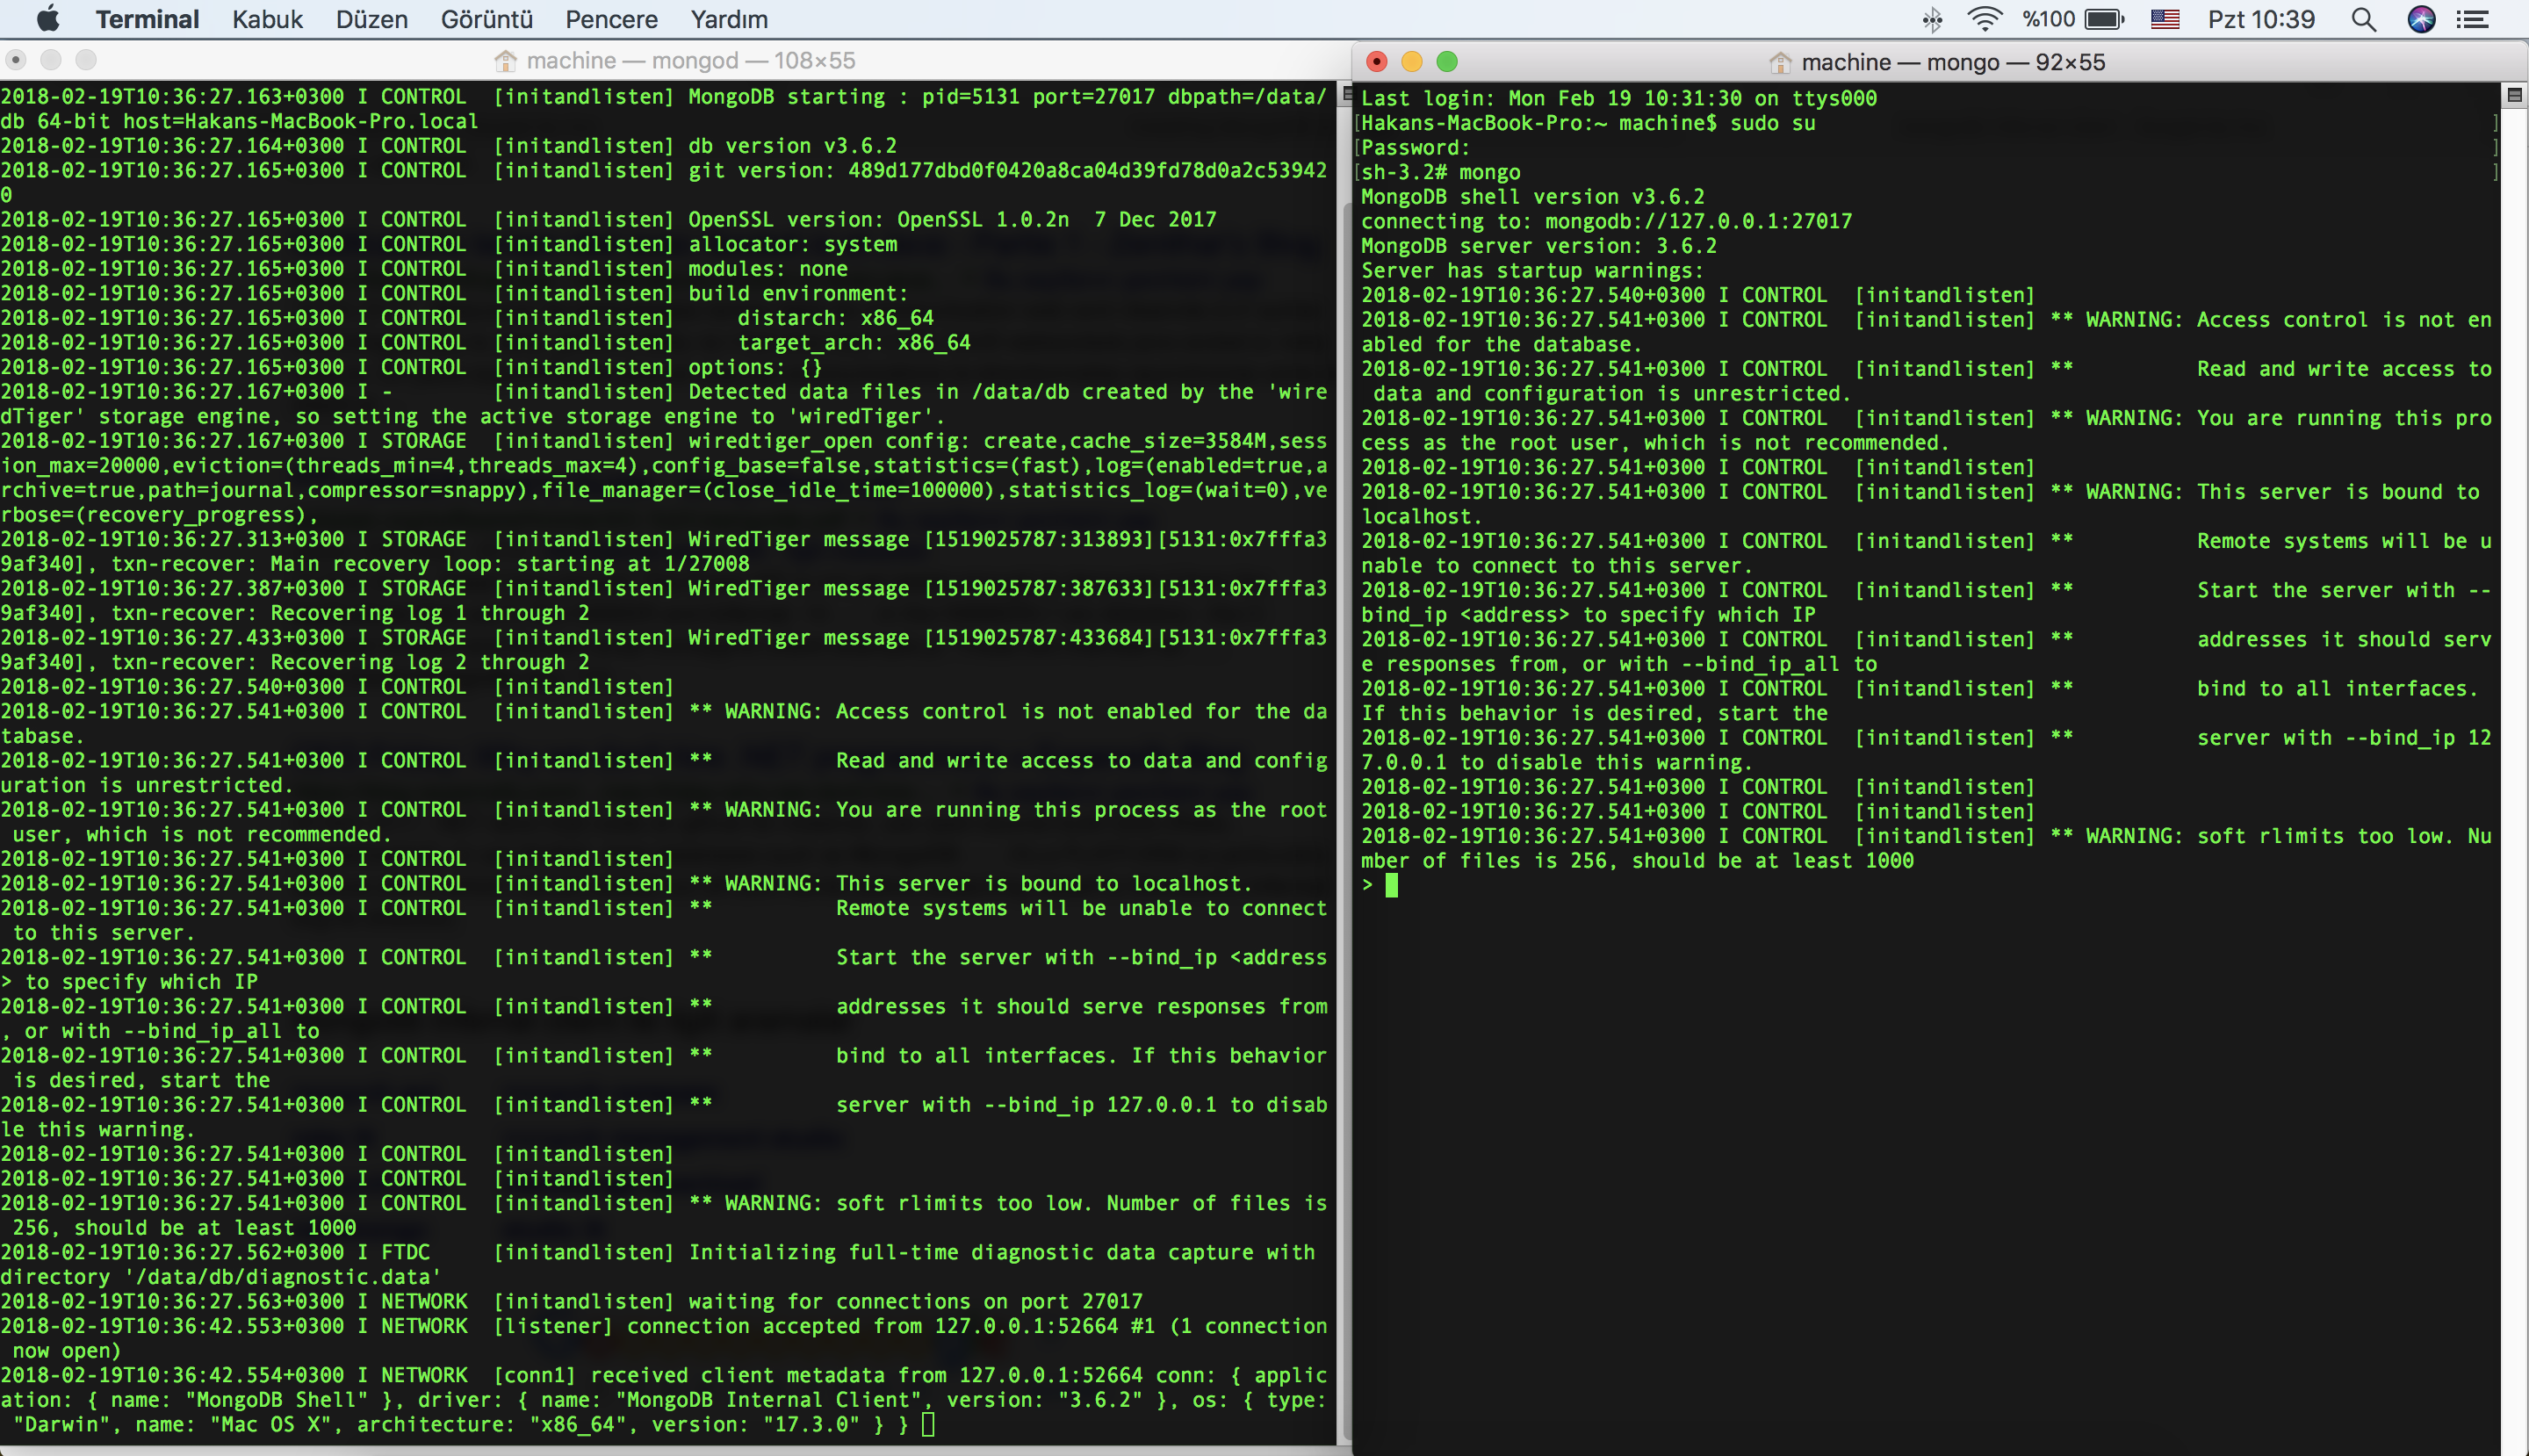 Terminal Kabuk Düzen Görüntü Pencere Yardım %100 Pzt 10:39
machine — mongod — 108×55
2018-02-19T10:36:27.163+0300 I CONTROL  [initandlisten] MongoDB starting : pid=5131 port=27017 dbpath=/data/
db 64-bit host=Hakans-MacBook-Pro.local
2018-02-19T10:36:27.164+0300 I CONTROL  [initandlisten] db version v3.6.2
2018-02-19T10:36:27.165+0300 I CONTROL  [initandlisten] git version: 489d177dbd0f0420a8ca04d39fd78d0a2c53942
0
2018-02-19T10:36:27.165+0300 I CONTROL  [initandlisten] OpenSSL version: OpenSSL 1.0.2n  7 Dec 2017
2018-02-19T10:36:27.165+0300 I CONTROL  [initandlisten] allocator: system
2018-02-19T10:36:27.165+0300 I CONTROL  [initandlisten] modules: none
2018-02-19T10:36:27.165+0300 I CONTROL  [initandlisten] build environment:
2018-02-19T10:36:27.165+0300 I CONTROL  [initandlisten]     distarch: x86_64
2018-02-19T10:36:27.165+0300 I CONTROL  [initandlisten]     target_arch: x86_64
2018-02-19T10:36:27.165+0300 I CONTROL  [initandlisten] options: {}
2018-02-19T10:36:27.167+0300 I -        [initandlisten] Detected data files in /data/db created by the 'wire
dTiger' storage engine, so setting the active storage engine to 'wiredTiger'.
2018-02-19T10:36:27.167+0300 I STORAGE  [initandlisten] wiredtiger_open config: create,cache_size=3584M,sess
ion_max=20000,eviction=(threads_min=4,threads_max=4),config_base=false,statistics=(fast),log=(enabled=true,a
rchive=true,path=journal,compressor=snappy),file_manager=(close_idle_time=100000),statistics_log=(wait=0),ve
rbose=(recovery_progress),
2018-02-19T10:36:27.313+0300 I STORAGE  [initandlisten] WiredTiger message [1519025787:313893][5131:0x7fffa3
9af340], txn-recover: Main recovery loop: starting at 1/27008
2018-02-19T10:36:27.387+0300 I STORAGE  [initandlisten] WiredTiger message [1519025787:387633][5131:0x7fffa3
9af340], txn-recover: Recovering log 1 through 2
2018-02-19T10:36:27.433+0300 I STORAGE  [initandlisten] WiredTiger message [1519025787:433684][5131:0x7fffa3
9af340], txn-recover: Recovering log 2 through 2
2018-02-19T10:36:27.540+0300 I CONTROL  [initandlisten]
2018-02-19T10:36:27.541+0300 I CONTROL  [initandlisten] ** WARNING: Access control is not enabled for the da
tabase.
2018-02-19T10:36:27.541+0300 I CONTROL  [initandlisten] **          Read and write access to data and config
uration is unrestricted.
2018-02-19T10:36:27.541+0300 I CONTROL  [initandlisten] ** WARNING: You are running this process as the root
 user, which is not recommended.
2018-02-19T10:36:27.541+0300 I CONTROL  [initandlisten]
2018-02-19T10:36:27.541+0300 I CONTROL  [initandlisten] ** WARNING: This server is bound to localhost.
2018-02-19T10:36:27.541+0300 I CONTROL  [initandlisten] **          Remote systems will be unable to connect
 to this server.
2018-02-19T10:36:27.541+0300 I CONTROL  [initandlisten] **          Start the server with --bind_ip <address
> to specify which IP
2018-02-19T10:36:27.541+0300 I CONTROL  [initandlisten] **          addresses it should serve responses from
, or with --bind_ip_all to
2018-02-19T10:36:27.541+0300 I CONTROL  [initandlisten] **          bind to all interfaces. If this behavior
 is desired, start the
2018-02-19T10:36:27.541+0300 I CONTROL  [initandlisten] **          server with --bind_ip 127.0.0.1 to disab
le this warning.
2018-02-19T10:36:27.541+0300 I CONTROL  [initandlisten]
2018-02-19T10:36:27.541+0300 I CONTROL  [initandlisten]
2018-02-19T10:36:27.541+0300 I CONTROL  [initandlisten] ** WARNING: soft rlimits too low. Number of files is
 256, should be at least 1000
2018-02-19T10:36:27.562+0300 I FTDC     [initandlisten] Initializing full-time diagnostic data capture with
directory '/data/db/diagnostic.data'
2018-02-19T10:36:27.563+0300 I NETWORK  [initandlisten] waiting for connections on port 27017
2018-02-19T10:36:42.553+0300 I NETWORK  [listener] connection accepted from 127.0.0.1:52664 #1 (1 connection
 now open)
2018-02-19T10:36:42.554+0300 I NETWORK  [conn1] received client metadata from 127.0.0.1:52664 conn: { applic
ation: { name: "MongoDB Shell" }, driver: { name: "MongoDB Internal Client", version: "3.6.2" }, os: { type:
 "Darwin", name: "Mac OS X", architecture: "x86_64", version: "17.3.0" } }
machine — mongo — 92×55
Last login: Mon Feb 19 10:31:30 on ttys000
[Hakans-MacBook-Pro:~ machine$ sudo su ]
[Password: ]
[sh-3.2# mongo ]
MongoDB shell version v3.6.2
connecting to: mongodb://127.0.0.1:27017
MongoDB server version: 3.6.2
Server has startup warnings:
2018-02-19T10:36:27.540+0300 I CONTROL  [initandlisten]
2018-02-19T10:36:27.541+0300 I CONTROL  [initandlisten] ** WARNING: Access control is not en
abled for the database.
2018-02-19T10:36:27.541+0300 I CONTROL  [initandlisten] **          Read and write access to
 data and configuration is unrestricted.
2018-02-19T10:36:27.541+0300 I CONTROL  [initandlisten] ** WARNING: You are running this pro
cess as the root user, which is not recommended.
2018-02-19T10:36:27.541+0300 I CONTROL  [initandlisten]
2018-02-19T10:36:27.541+0300 I CONTROL  [initandlisten] ** WARNING: This server is bound to
localhost.
2018-02-19T10:36:27.541+0300 I CONTROL  [initandlisten] **          Remote systems will be u
nable to connect to this server.
2018-02-19T10:36:27.541+0300 I CONTROL  [initandlisten] **          Start the server with --
bind_ip <address> to specify which IP
2018-02-19T10:36:27.541+0300 I CONTROL  [initandlisten] **          addresses it should serv
e responses from, or with --bind_ip_all to
2018-02-19T10:36:27.541+0300 I CONTROL  [initandlisten] **          bind to all interfaces.
If this behavior is desired, start the
2018-02-19T10:36:27.541+0300 I CONTROL  [initandlisten] **          server with --bind_ip 12
7.0.0.1 to disable this warning.
2018-02-19T10:36:27.541+0300 I CONTROL  [initandlisten]
2018-02-19T10:36:27.541+0300 I CONTROL  [initandlisten]
2018-02-19T10:36:27.541+0300 I CONTROL  [initandlisten] ** WARNING: soft rlimits too low. Nu
mber of files is 256, should be at least 1000
>